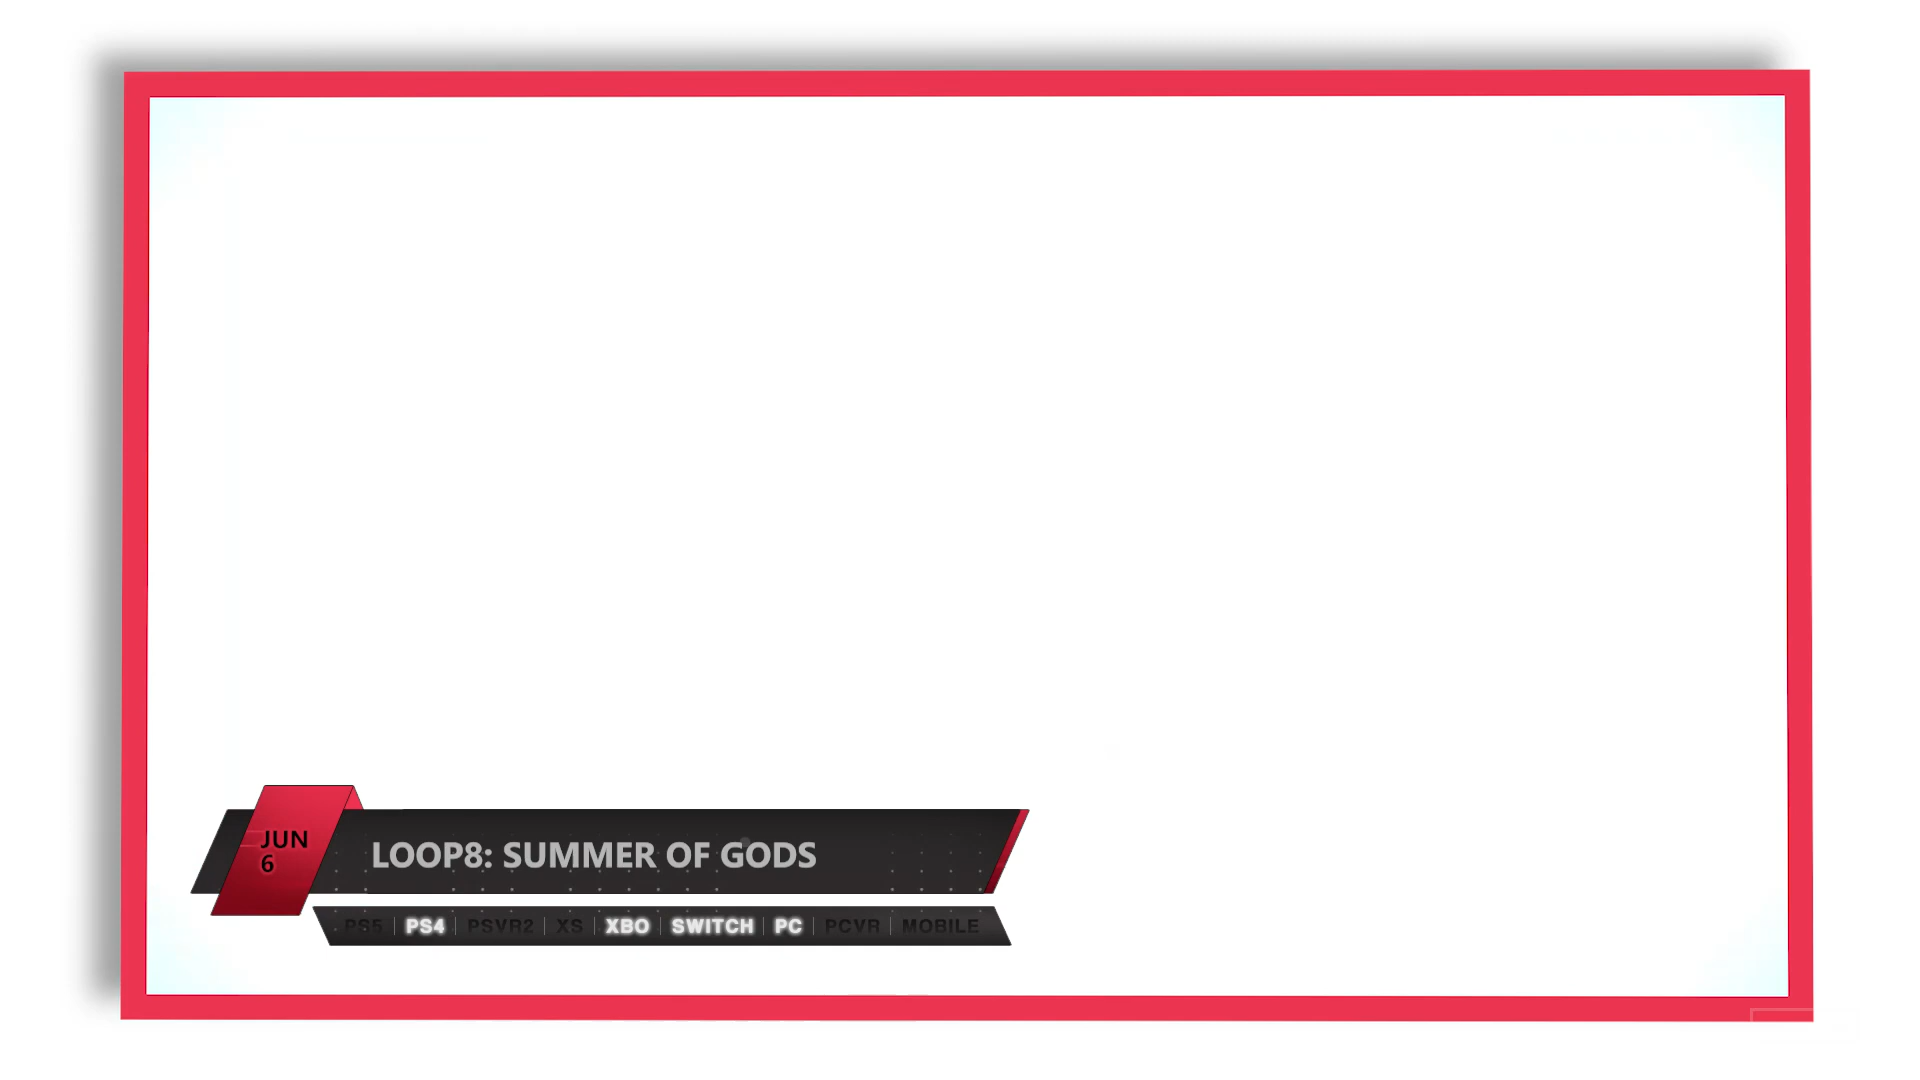 JUN
6
LOOP8: SUMMER OF GODS
PS5 PS4 PSVR2 XS XBO SWITCH PC PCVR MOBILE